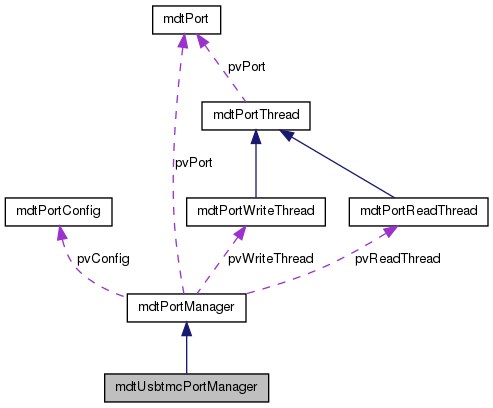 mdtPort
pvPort
mdtPortThread
pvPort
mdtPortConfig
mdtPortWriteThread
mdtPortReadThread
pvConfig
pvWriteThread
pvReadThread
mdtPortManager
mdtUsbtmcPortManager